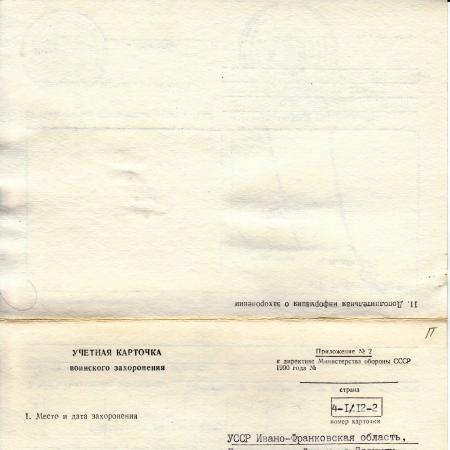 11. Дополнительная информация о захоронении
УЧЕТНАЯ КАРТОЧКА
воинского захоронения
Приложение № 2
к директиве Министерства обороны СССР
1990 года №
страна
4-I/12-2
номер карточки
1. Место и дата захоронения
УССР Ивано-Франковская область,